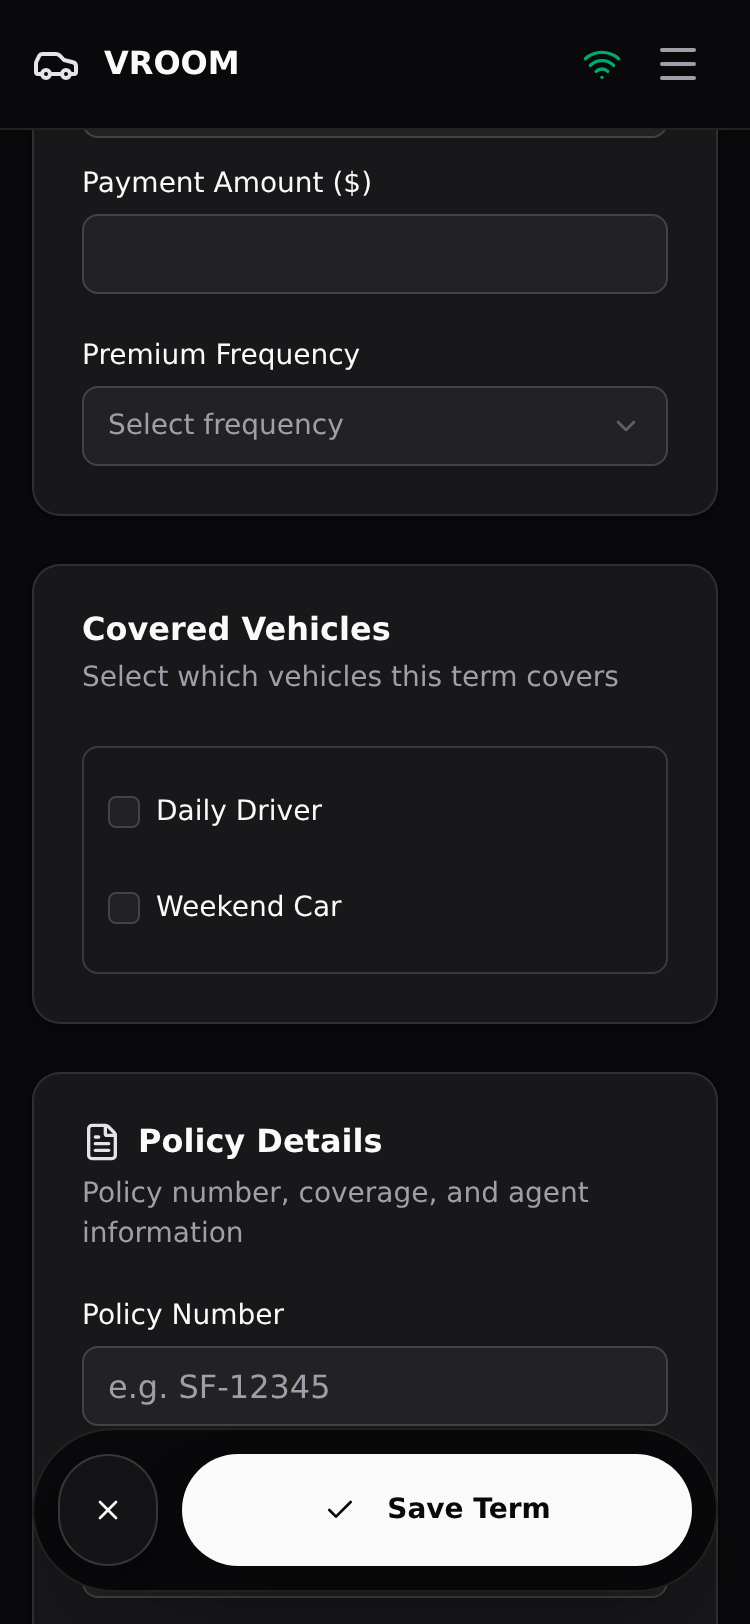 VROOM
Payment Amount ($)
Premium Frequency
Select frequency
Covered Vehicles
Select which vehicles this term covers
Daily Driver
Weekend Car
Policy Details
Policy number, coverage, and agent
information
Policy Number
e.g. SF-12345
Save Term